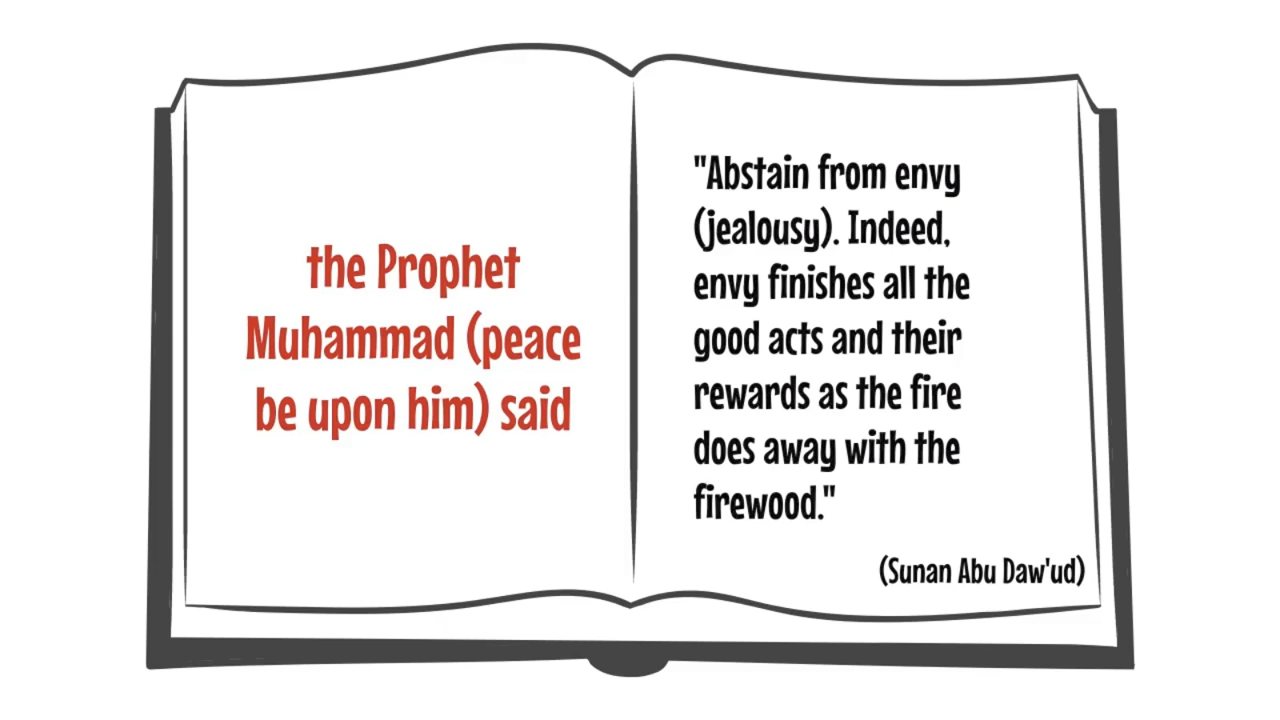 the Prophet
Muhammad (peace
be upon him) said
"Abstain from envy
(jealousy). Indeed,
envy finishes all the
good acts and their
rewards as the fire
does away with the
firewood."
(Sunan Abu Daw'ud)